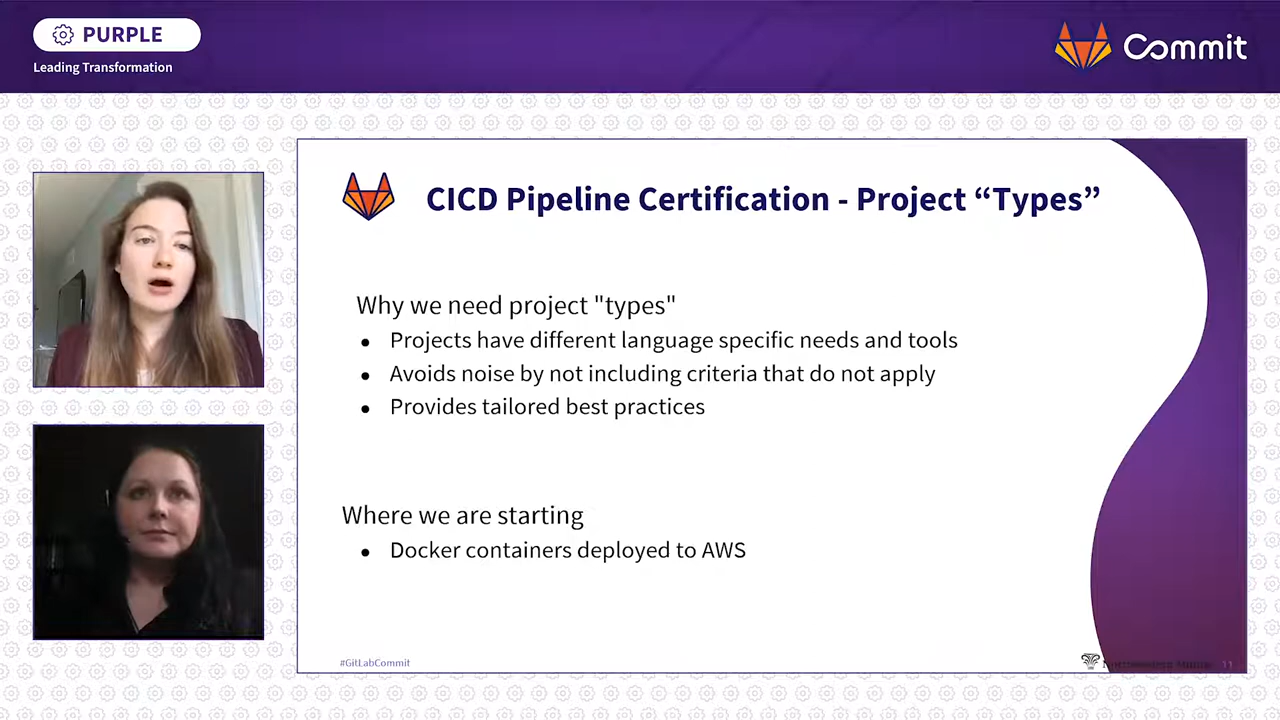 PURPLE
Leading Transformation
Commit
CICD Pipeline Certification - Project “Types”
Why we need project "types"
● Projects have different language specific needs and tools
● Avoids noise by not including criteria that do not apply
● Provides tailored best practices
Where we are starting
● Docker containers deployed to AWS
#GitLabCommit
11